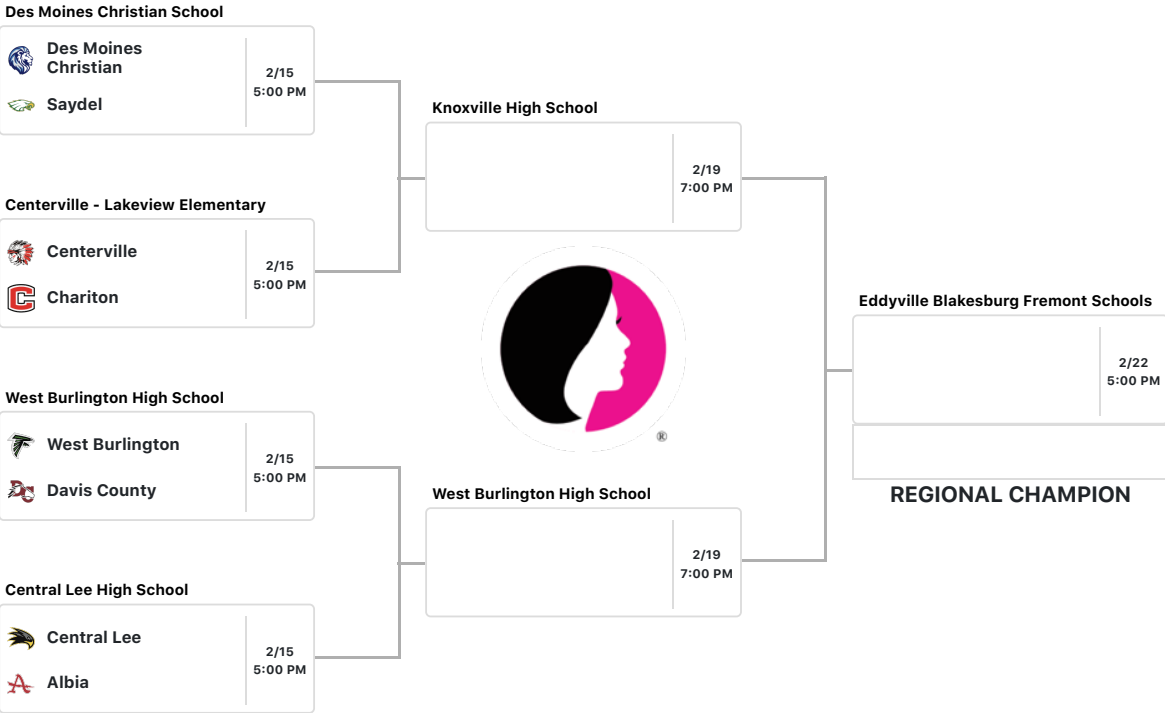 Des Moines Christian School
Des Moines
Christian
2/15
5:00 PM
Saydel
Centerville - Lakeview Elementary
Centerville
2/15
5:00 PM
Chariton
West Burlington High School
West Burlington
2/15
5:00 PM
Davis County
Central Lee High School
Central Lee
2/15
5:00 PM
Albia
Knoxville High School
2/19
7:00 PM
®
West Burlington High School
2/19
7:00 PM
Eddyville Blakesburg Fremont Schools
2/22
5:00 PM
REGIONAL CHAMPION